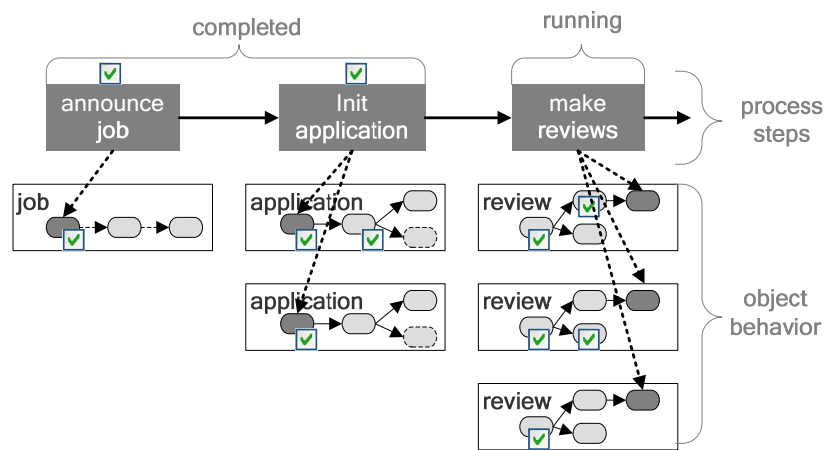 completed
running
announce
job
Init
application
make
reviews
process
steps
job
application
review
application
review
object
behavior
review